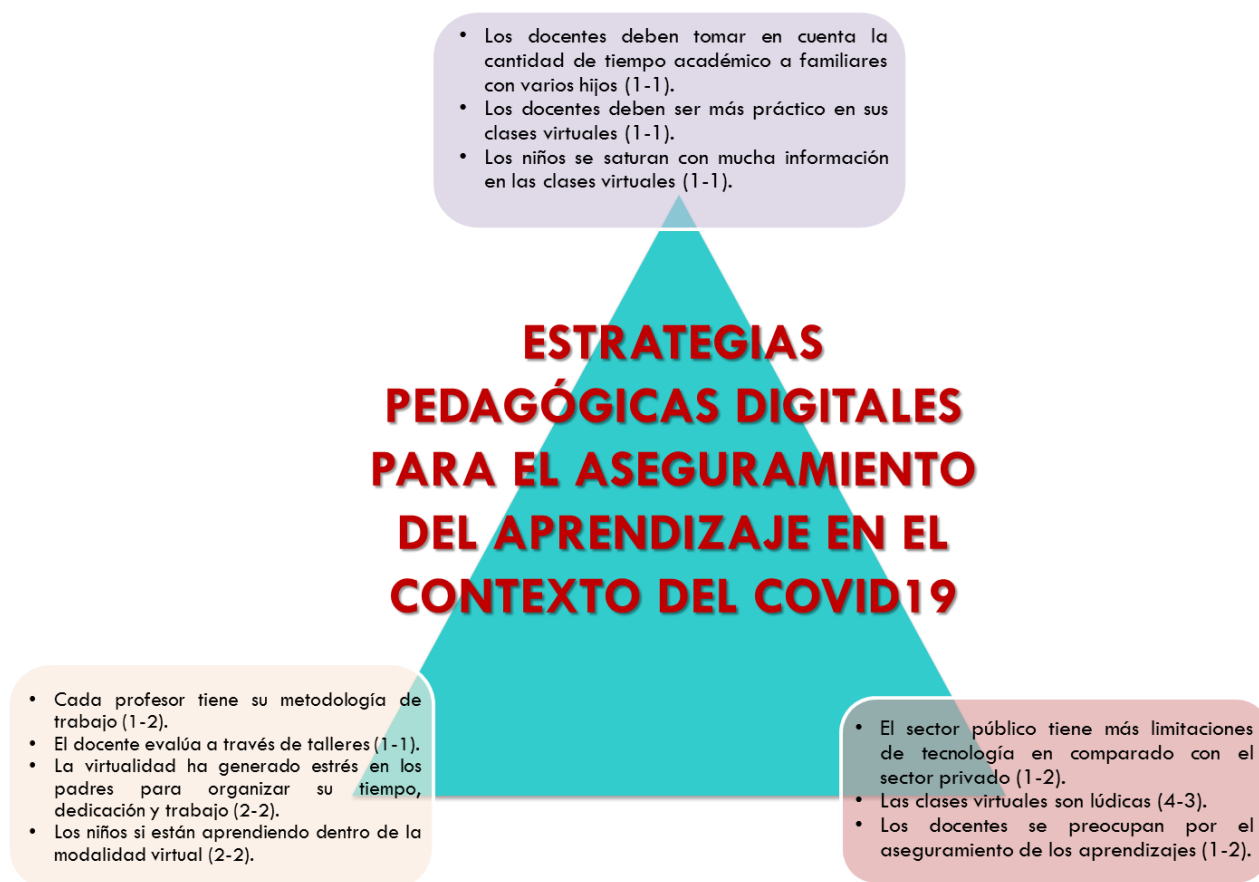 • Los docentes deben tomar en cuenta la
cantidad de tiempo académico a familiares
con varios hijos (1-1).
• Los docentes deben ser más práctico en sus
clases virtuales (1-1).
• Los niños se saturan con mucha información
en las clases virtuales (1-1).
ESTRATEGIAS
PEDAGÓGICAS DIGITALES
PARA EL ASEGURAMIENTO
DEL APRENDIZAJE EN EL
CONTEXTO DEL COVID19
• Cada profesor tiene su metodología de
trabajo (1-2).
• El docente evalúa a través de talleres (1-1).
• La virtualidad ha generado estrés en los
padres para organizar su tiempo,
dedicación y trabajo (2-2).
• Los niños si están aprendiendo dentro de la
modalidad virtual (2-2).
• El sector público tiene más limitaciones
de tecnología en comparado con el
sector privado (1-2).
• Las clases virtuales son lúdicas (4-3).
• Los docentes se preocupan por el
aseguramiento de los aprendizajes (1-2).